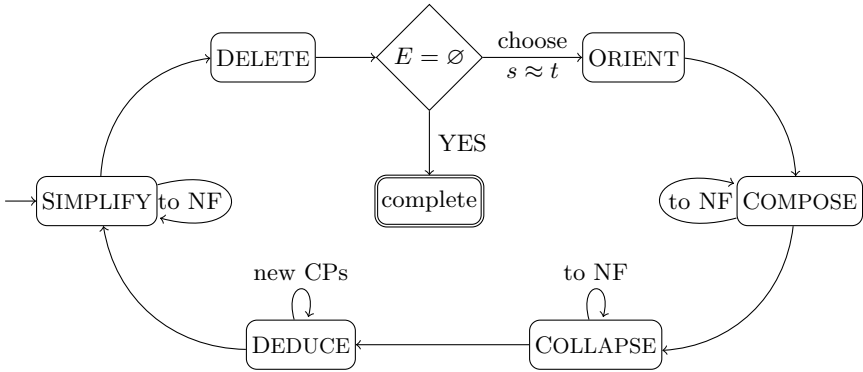 choose
DELETE
E = ∅
s ≈ t
ORIENT
YES
SIMPLIFY
to NF
complete
to NF
COMPOSE
new CPs
to NF
DEDUCE
COLLAPSE